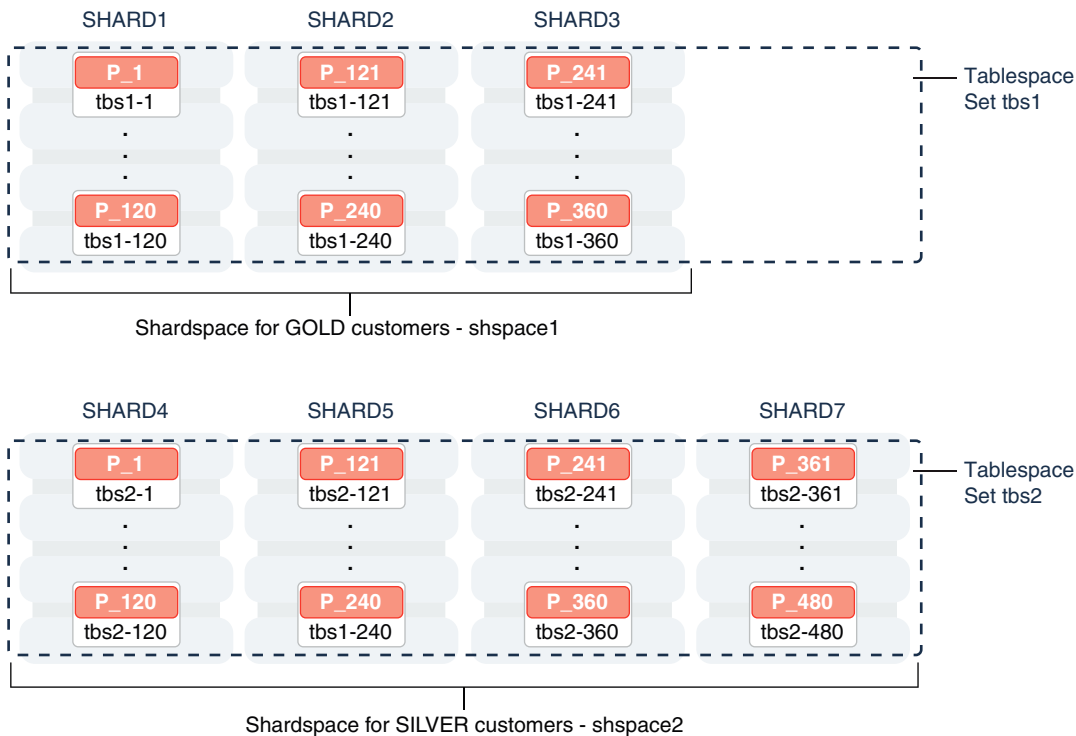 SHARD1 SHARD2 SHARD3
P_1 P_121 P_241
tbs1-1 tbs1-121 tbs1-241
Tablespace
Set tbs1
P_120 P_240 P_360
tbs1-120 tbs1-240 tbs1-360
Shardspace for GOLD customers - shspace1
SHARD4 SHARD5 SHARD6 SHARD7
P_1 P_121 P_241 P_361
tbs2-1 tbs2-121 tbs2-241 tbs2-361
Tablespace
Set tbs2
P_120 P_240 P_360 P_480
tbs2-120 tbs1-240 tbs2-360 tbs2-480
Shardspace for SILVER customers - shspace2